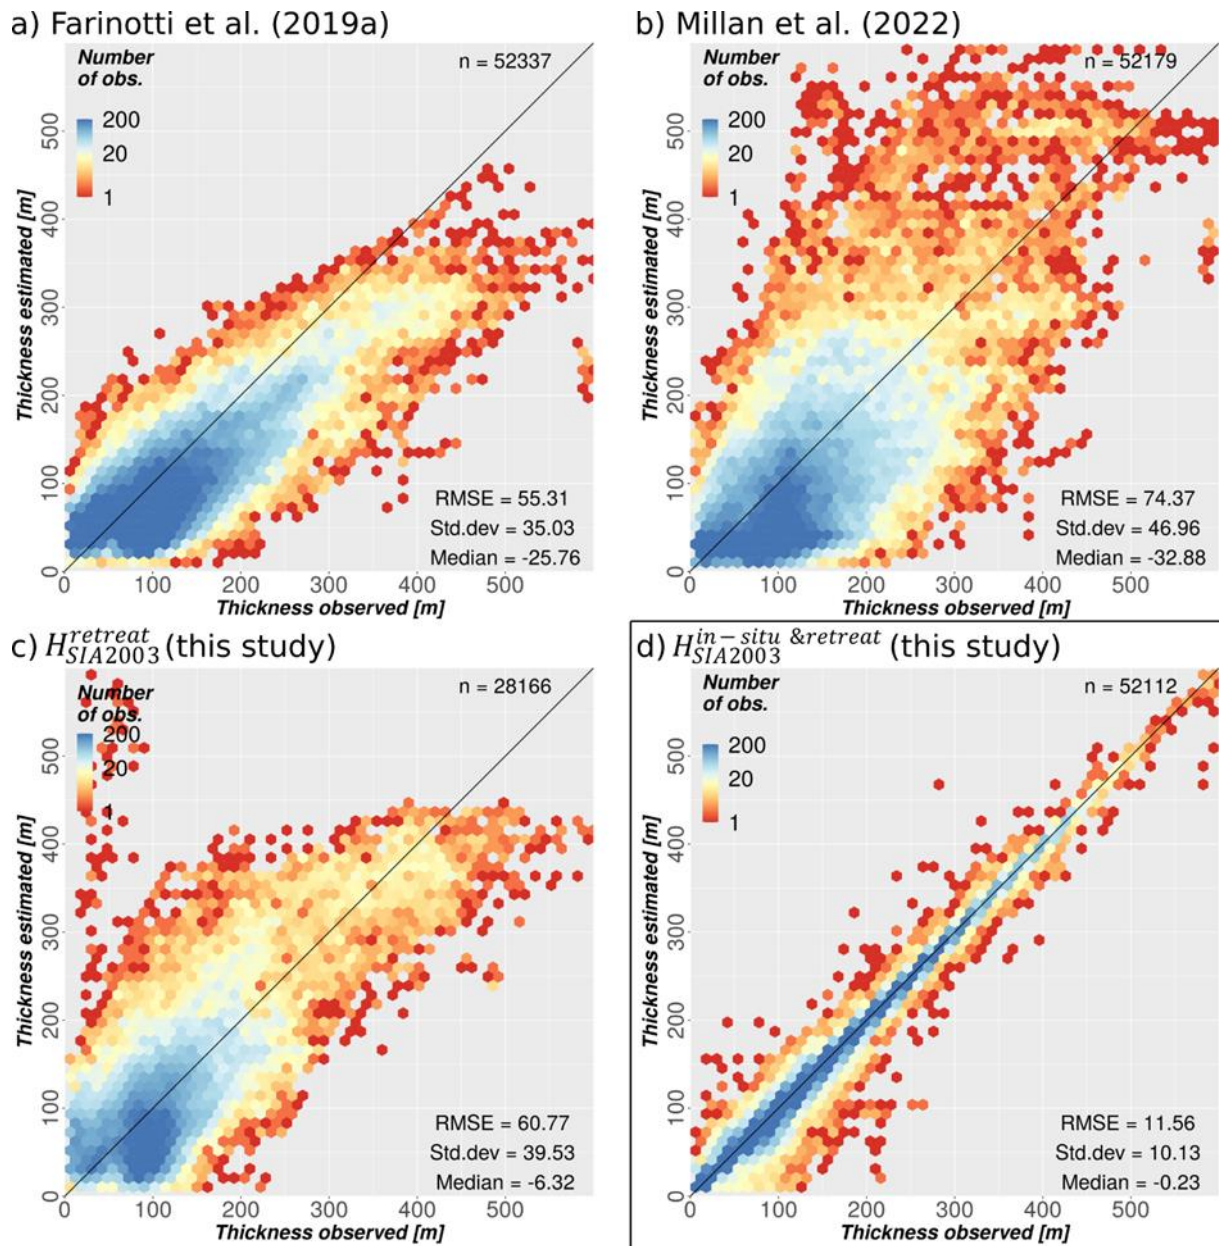 a) Farinotti et al. (2019a)
Number
of obs.
200
20
1
n = 52337
500
400
300
200
100
0
Thickness estimated [m]
RMSE = 55.31
Std.dev = 35.03
Median = -25.76
0 100 200 300 400 500
Thickness observed [m]
b) Millan et al. (2022)
Number
of obs.
200
20
1
n = 52179
500
400
300
200
100
0
Thickness estimated [m]
RMSE = 74.37
Std.dev = 46.96
Median = -32.88
0 100 200 300 400 500
Thickness observed [m]
c) H_{SIA2003}^{retreat} (this study)
Number
of obs.
200
20
1
n = 28166
500
400
300
200
100
0
Thickness estimated [m]
RMSE = 60.77
Std.dev = 39.53
Median = -6.32
0 100 200 300 400 500
Thickness observed [m]
d) H_{SIA2003}^{in-situ &retreat} (this study)
Number
of obs.
200
20
1
n = 52112
500
400
300
200
100
0
Thickness estimated [m]
RMSE = 11.56
Std.dev = 10.13
Median = -0.23
0 100 200 300 400 500
Thickness observed [m]